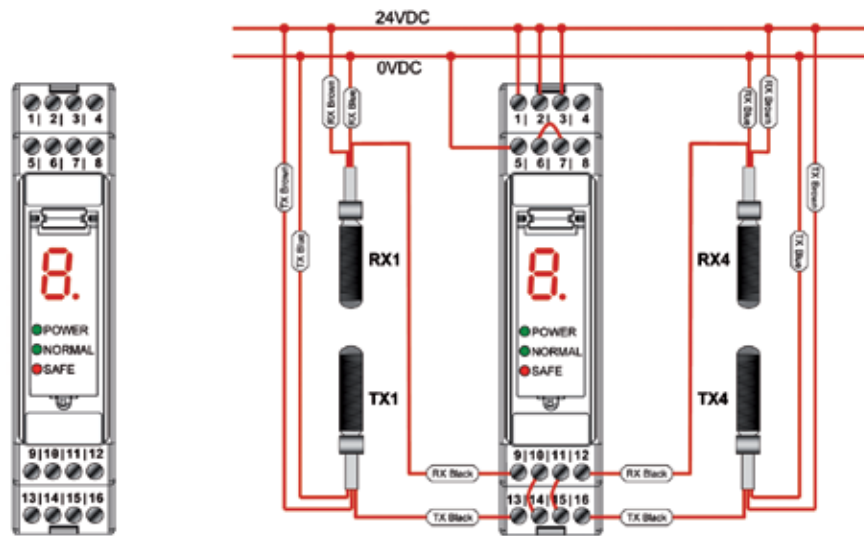 24VDC
0VDC
1 | 2 | 3 | 4
5 | 6 | 7 | 8
8.
POWER
NORMAL
SAFE
9 | 10 | 11 | 12
13 | 14 | 15 | 16
TX Brown
TX Blue
RX Brown
RX Blue
RX1
TX1
1 | 2 | 3 | 4
5 | 6 | 7 | 8
8.
POWER
NORMAL
SAFE
9 | 10 | 11 | 12
13 | 14 | 15 | 16
RX Black
TX Black
RX Black
TX Black
RX Blue
RX Brown
TX Brown
TX Blue
RX4
TX4